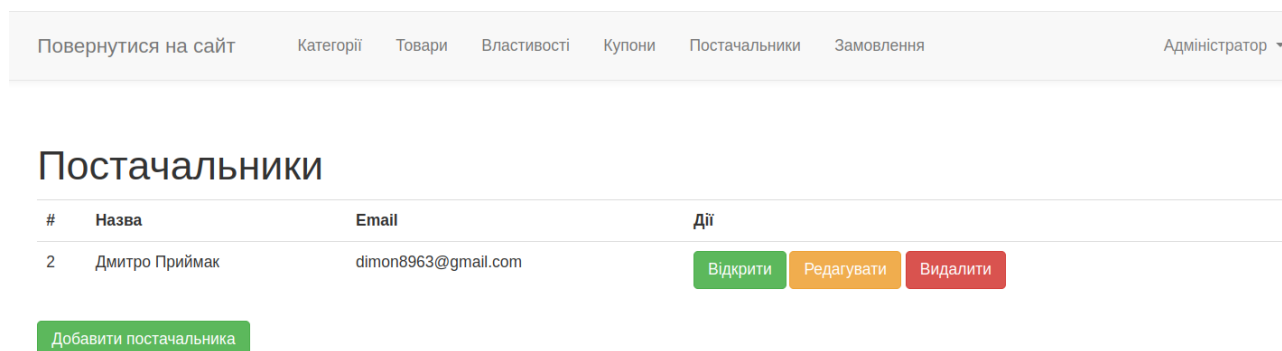 Повернутися на сайт Категорії Товари Властивості Купони Постачальники Замовлення Адміністратор
Постачальники
# Назва Email Дії
2 Дмитро Приймак dimon8963@gmail.com Відкрити Редагувати Видалити
Добавити постачальника